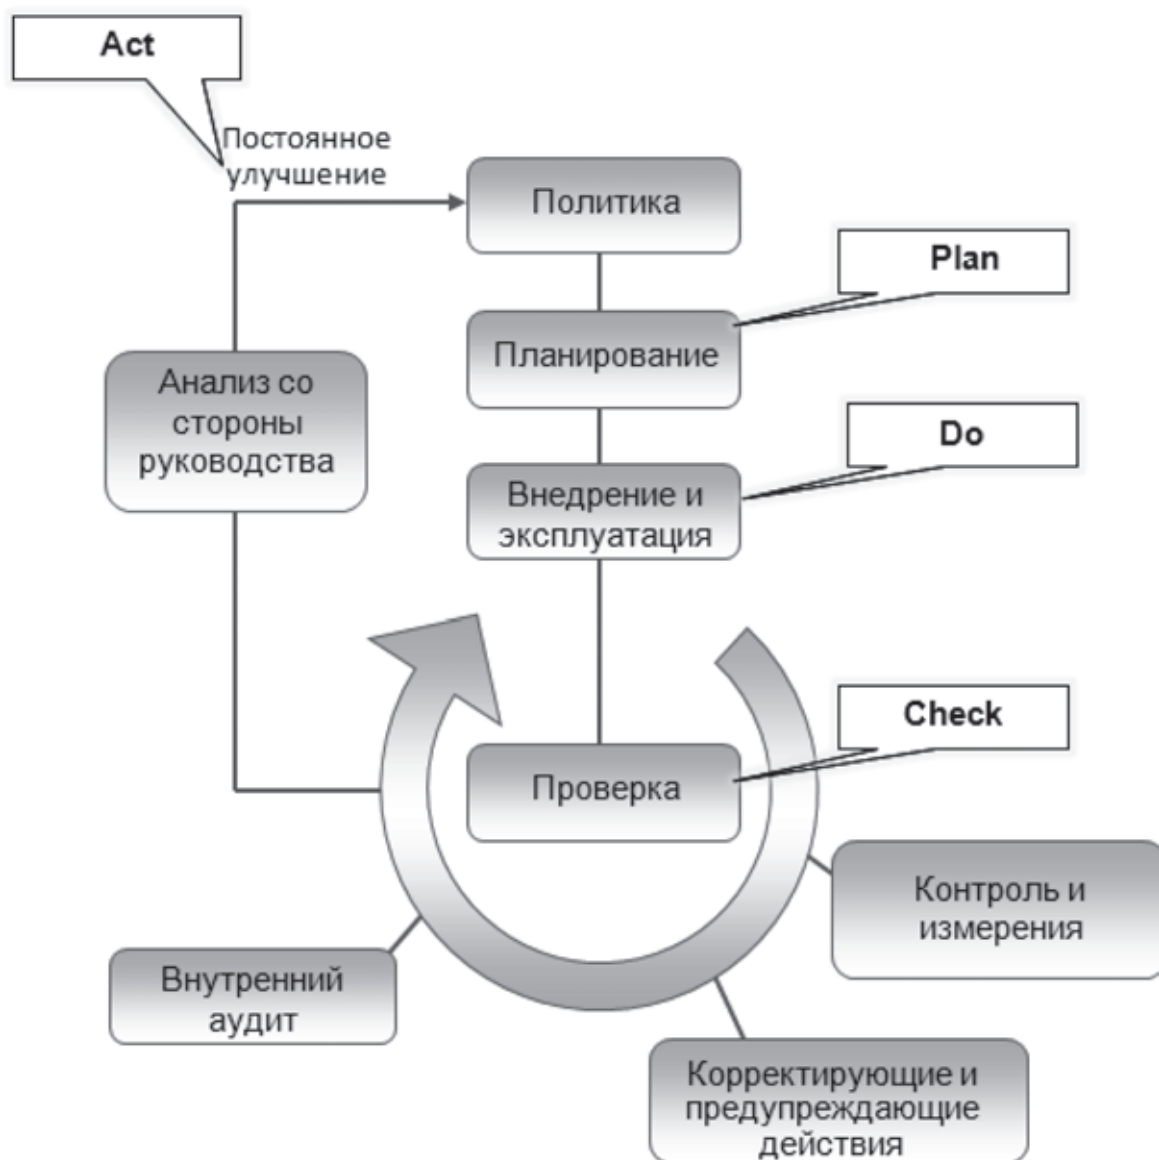 Act
Постоянное
улучшение
Политика
Plan
Планирование
Анализ со
стороны
руководства
Do
Внедрение и
эксплуатация
Check
Проверка
Контроль и
измерения
Внутренний
аудит
Корректирующие и
предупреждающие
действия